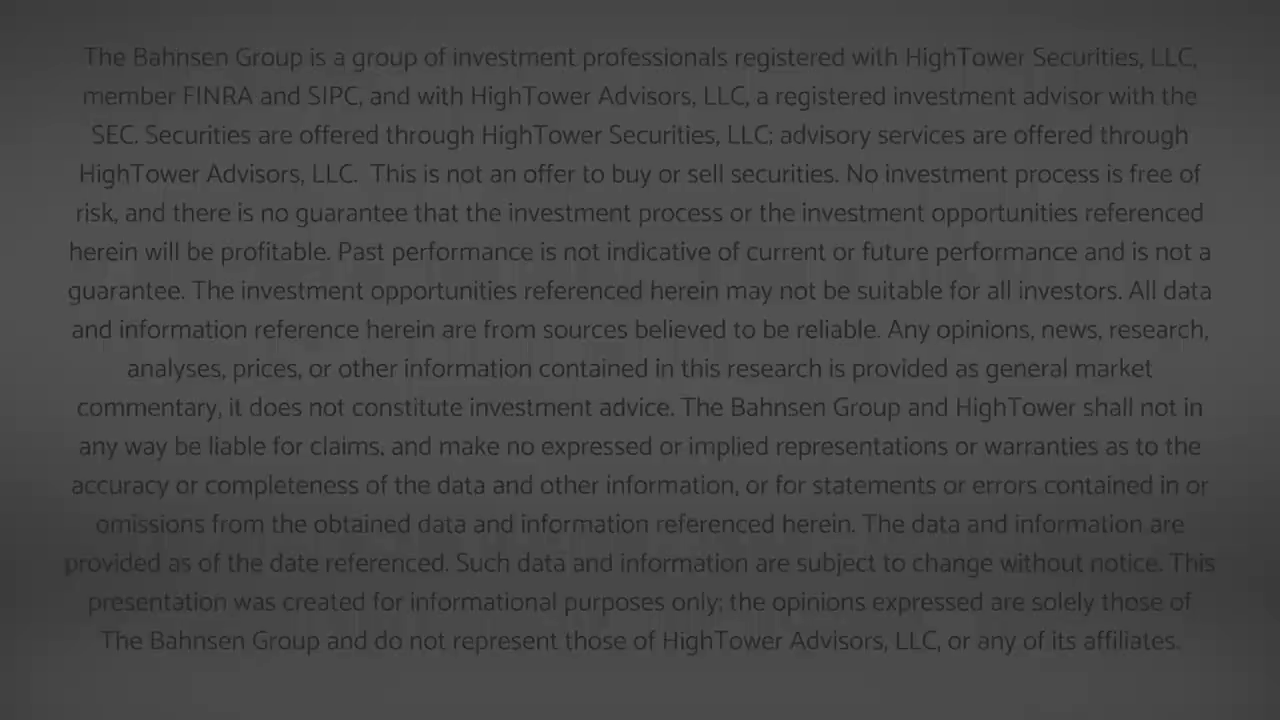 The Bahnsen Group is a group of investment professionals registered with HighTower Securities, LLC,
member FINRA and SIPC, and with HighTower Advisors, LLC, a registered investment advisor with the
SEC. Securities are offered through HighTower Securities, LLC; advisory services are offered through
HighTower Advisors, LLC.  This is not an offer to buy or sell securities. No investment process is free of
risk, and there is no guarantee that the investment process or the investment opportunities referenced
herein will be profitable. Past performance is not indicative of current or future performance and is not a
guarantee. The investment opportunities referenced herein may not be suitable for all investors. All data
and information reference herein are from sources believed to be reliable. Any opinions, news, research,
analyses, prices, or other information contained in this research is provided as general market
commentary, it does not constitute investment advice. The Bahnsen Group and HighTower shall not in
any way be liable for claims, and make no expressed or implied representations or warranties as to the
accuracy or completeness of the data and other information, or for statements or errors contained in or
omissions from the obtained data and information referenced herein. The data and information are
provided as of the date referenced. Such data and information are subject to change without notice. This
presentation was created for informational purposes only; the opinions expressed are solely those of
The Bahnsen Group and do not represent those of HighTower Advisors, LLC, or any of its affiliates.